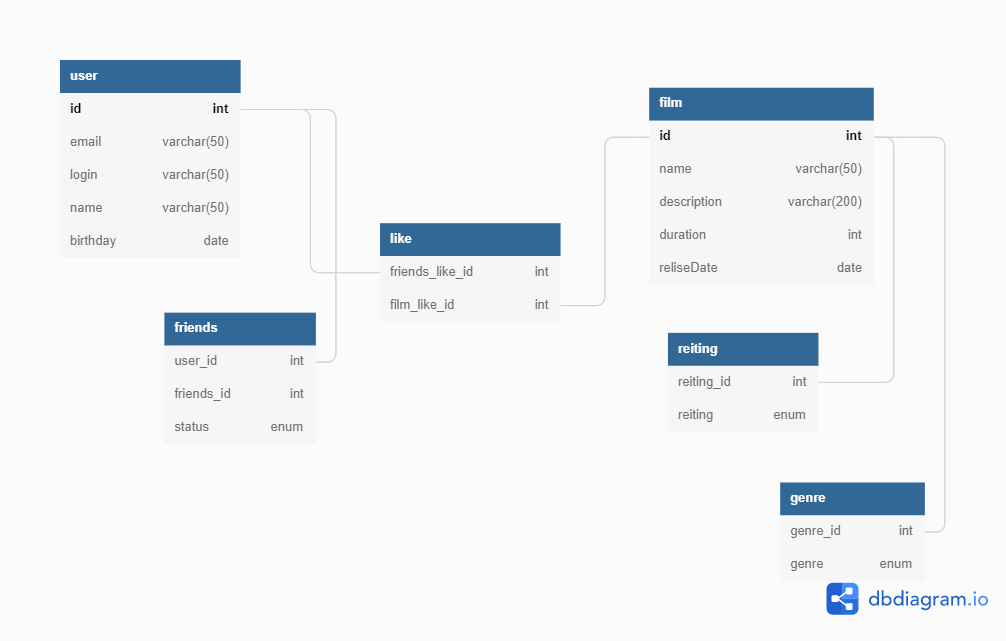 user
id int
email varchar(50)
login varchar(50)
name varchar(50)
birthday date
friends
user_id int
friends_id int
status enum
like
friends_like_id int
film_like_id int
film
id int
name varchar(50)
description varchar(200)
duration int
reliseDate date
reiting
reiting_id int
reiting enum
genre
genre_id int
genre enum
dbdiagram.io